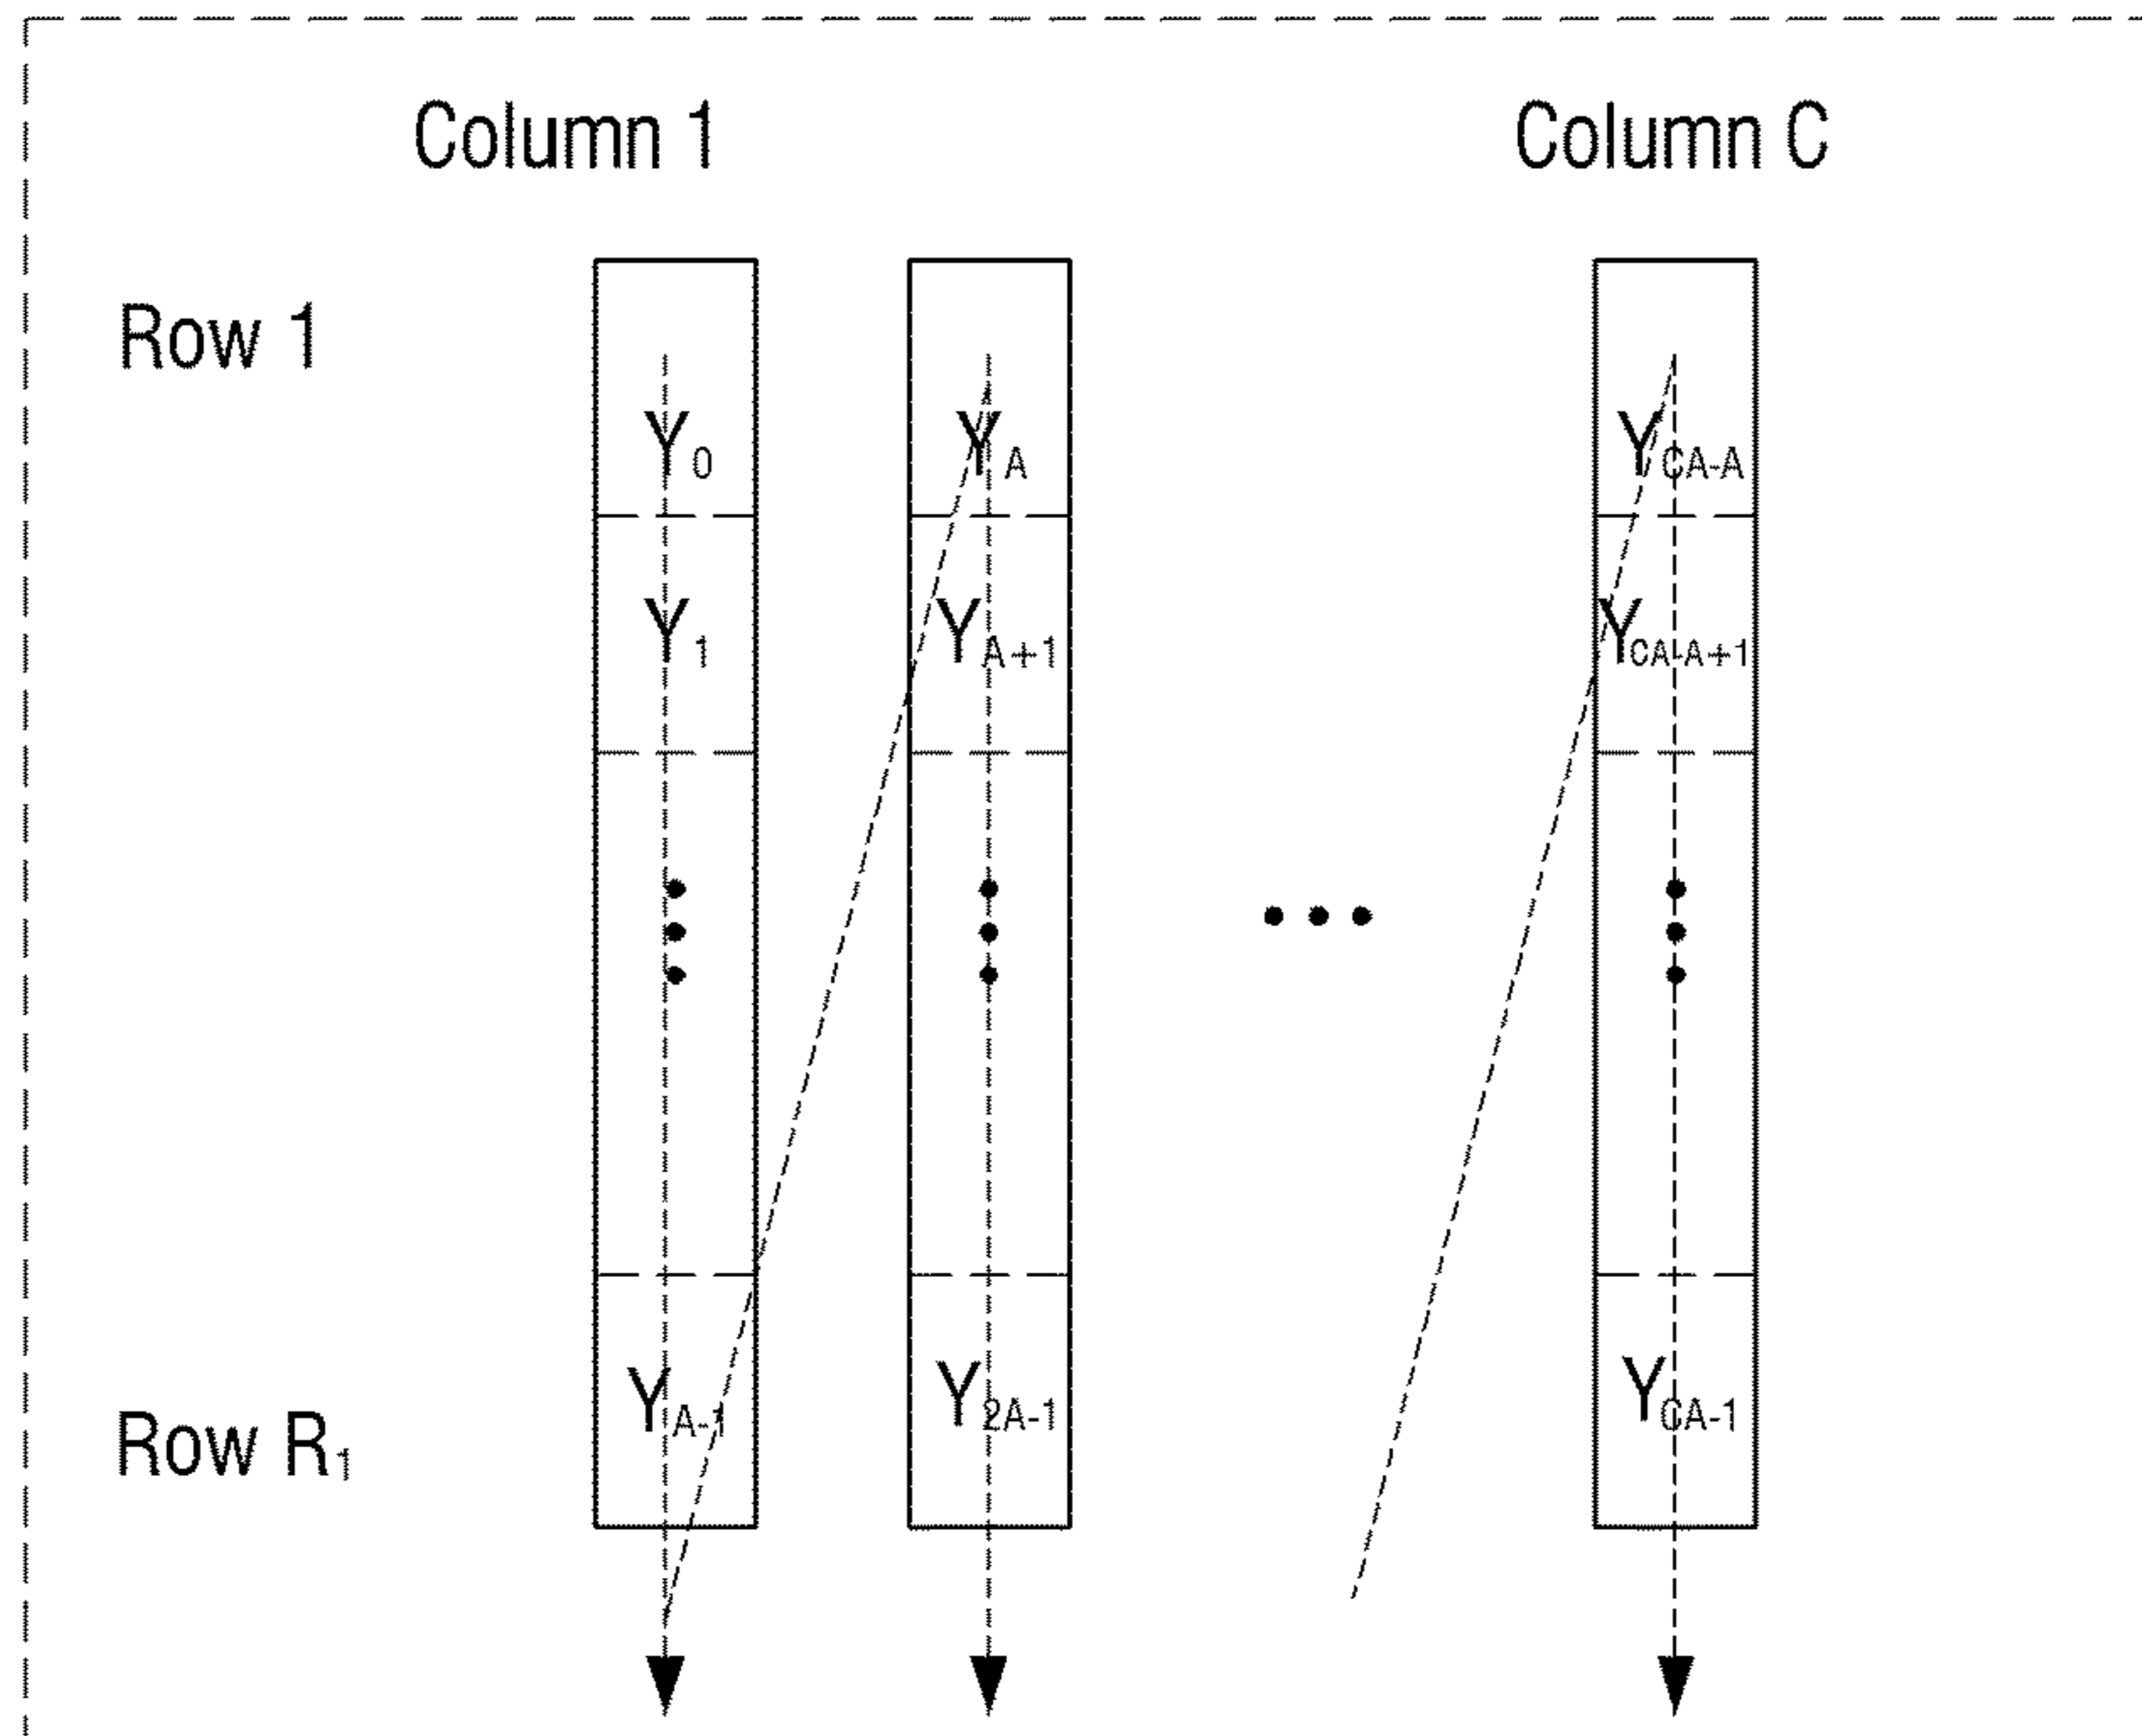 Column 1 Column C
Row 1
Y0 YA YCA-A
Y1 YA+1 YCA-A+1
YA-1 Y2A-1 YCA-1
Row R1